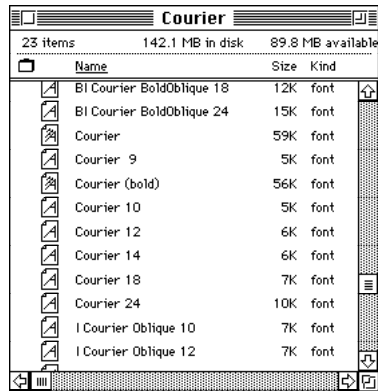 Courier
23 items 142.1 MB in disk 89.8 MB available
Name Size Kind
BI Courier BoldOblique 18 12K font
BI Courier BoldOblique 24 15K font
Courier 59K font
Courier 9 5K font
Courier (bold) 56K font
Courier 10 5K font
Courier 12 6K font
Courier 14 6K font
Courier 18 7K font
Courier 24 10K font
I Courier Oblique 10 7K font
I Courier Oblique 12 7K font